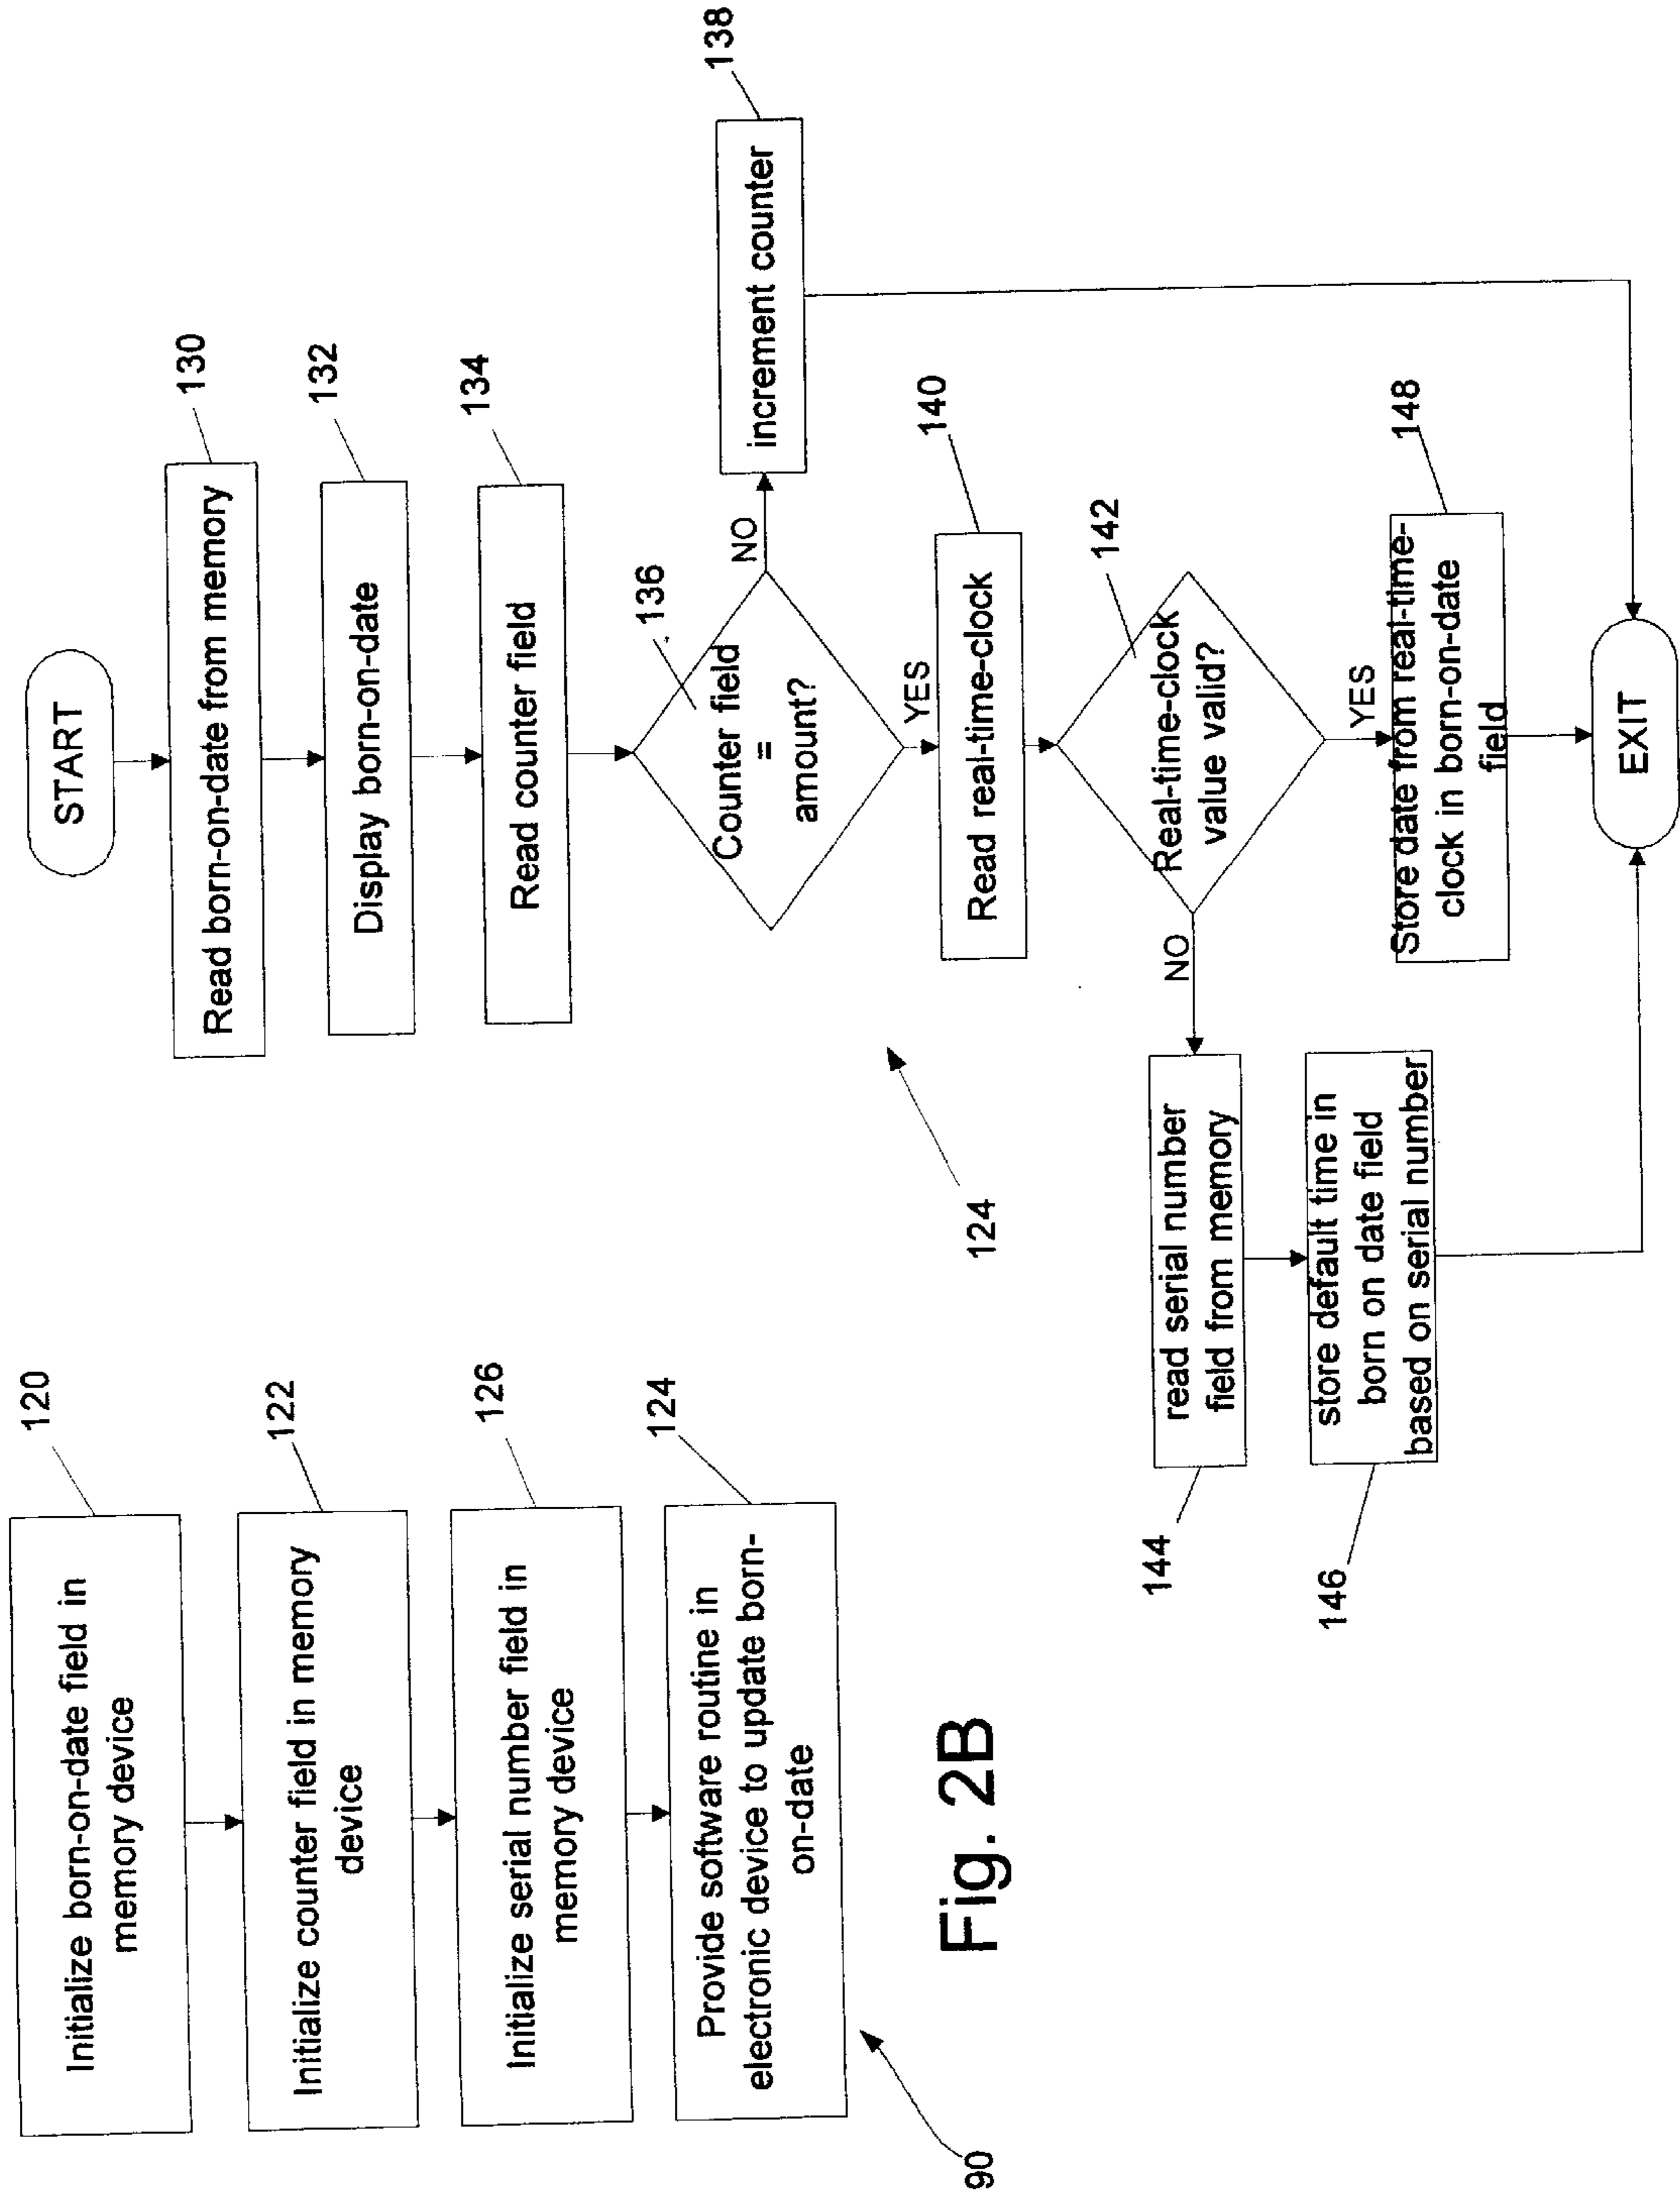 120
Initialize born-on-date field in
memory device
122
Initialize counter field in memory
device
126
Initialize serial number field in
memory device
124
Provide software routine in
electronic device to update born-
on-date
90
Fig. 2B
START
130
Read born-on-date from memory
132
Display born-on-date
134
Read counter field
136
Counter field
=
amount?
NO
138
increment counter
YES
140
Read real-time-clock
142
Real-time-clock
value valid?
NO
YES
124
144
read serial number
field from memory
146
store default time in
born on date field
based on serial number
148
Store date from real-time-
clock in born-on-date
field
EXIT